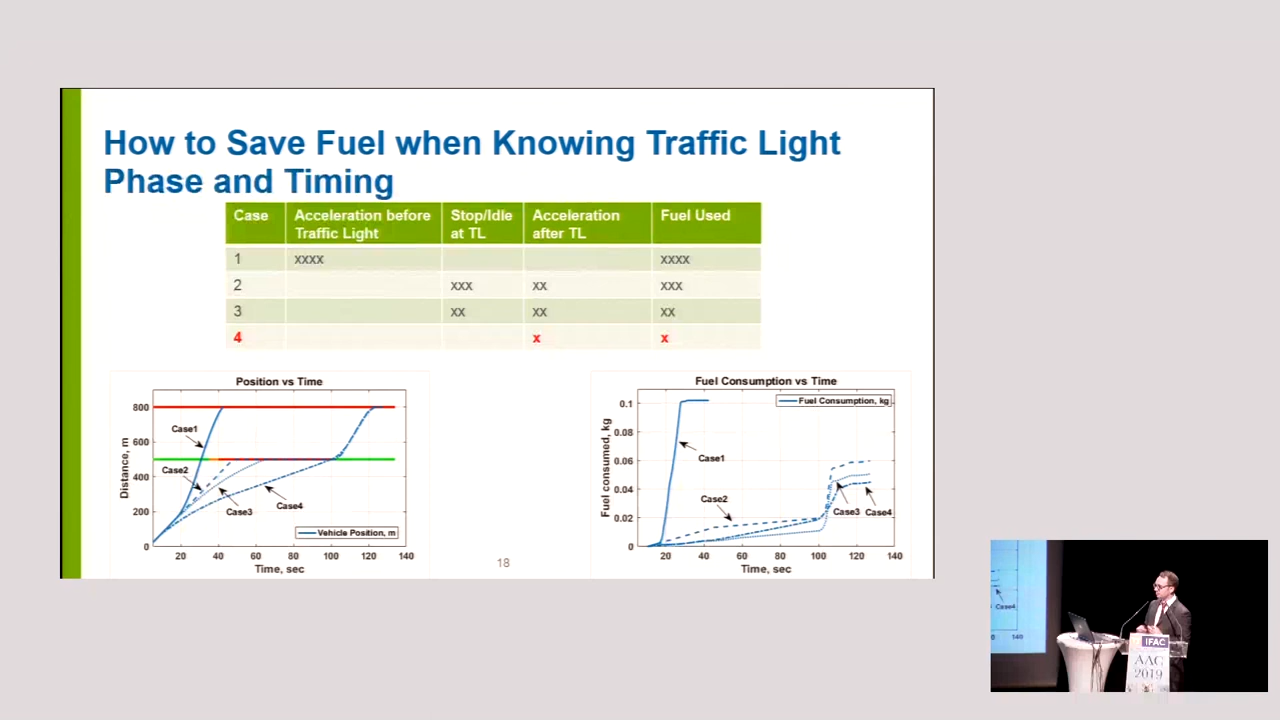 How to Save Fuel when Knowing Traffic Light
Phase and Timing
Case Acceleration before Traffic Light Stop/Idle at TL Acceleration after TL Fuel Used
1 xxxx xxxx
2 xxx xx xxx
3 xx xx xx
4 x x
Position vs Time
Distance, m
800
600
400
200
0
Case1
Case2
Case3
Case4
Vehicle Position, m
20 40 60 80 100 120 140
Time, sec
18
Fuel Consumption vs Time
Fuel consumed, kg
0.1
0.08
0.06
0.04
0.02
0
Fuel Consumption, kg
Case1
Case2
Case3
Case4
20 40 60 80 100 120 140
Time, sec
Case4
140
IFAC
AAC
2019